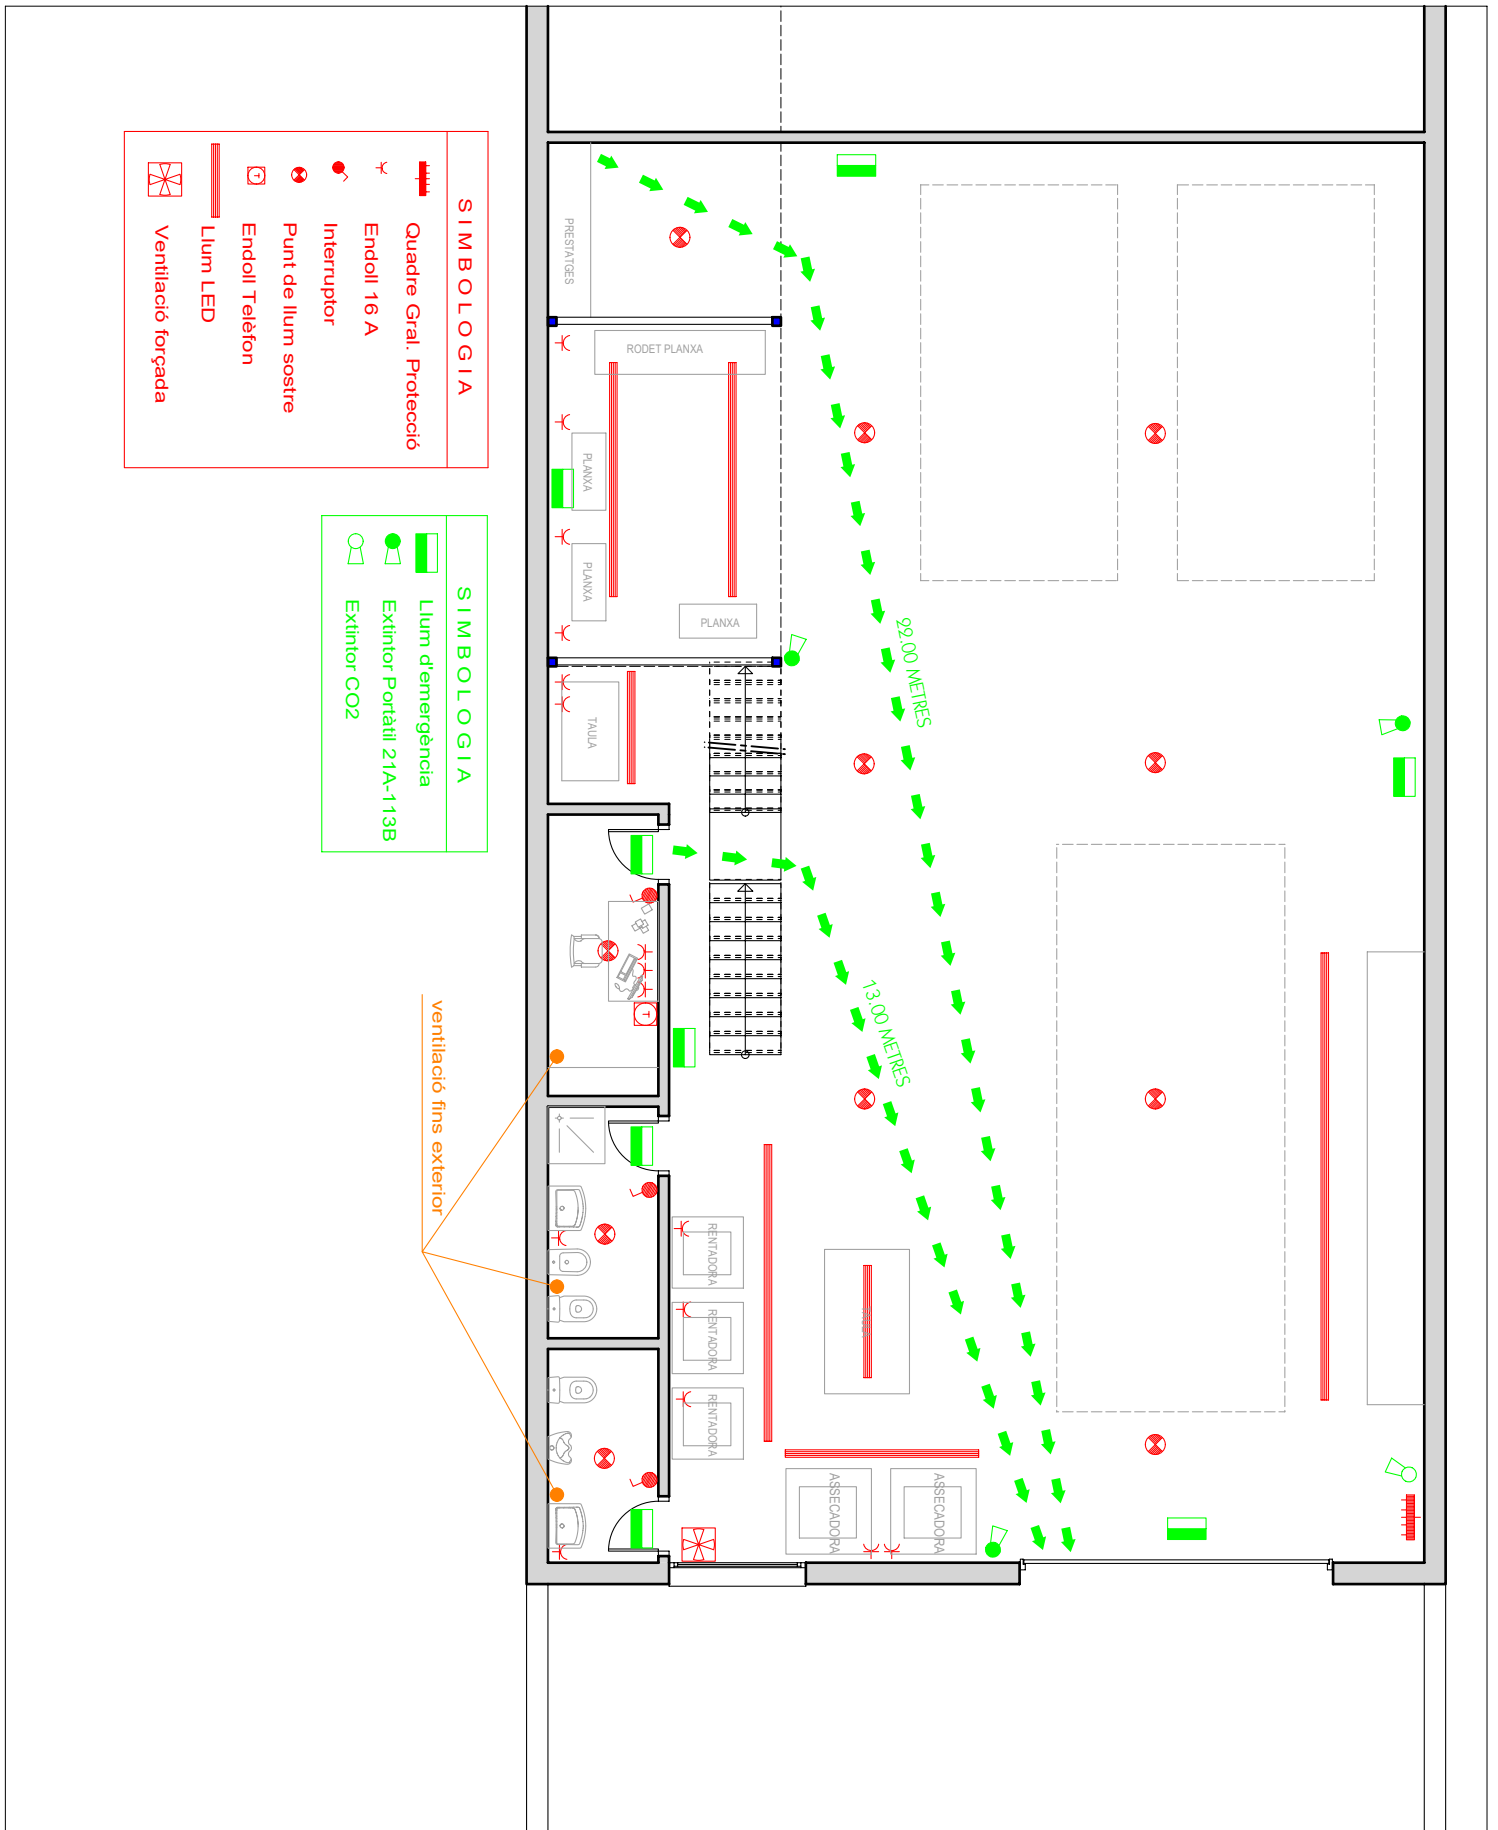 SIMBOLOGIA
Quadre Gral. Protecció
Endoll 16 A
Interruptor
Punt de llum sostre
Endoll Telèfon
Llum LED
Ventilació forçada
SIMBOLOGIA
Llum d'emergència
Extintor Portàtil 21A-113B
Extintor CO2
ventilació fins exterior
PRESTATGES
RODET PLANXA
PLANXA
PLANXA
PLANXA
TAULA
22.00 METRES
13.00 METRES
RENTADORA
RENTADORA
RENTADORA
ASSECADORA
ASSECADORA
T
T